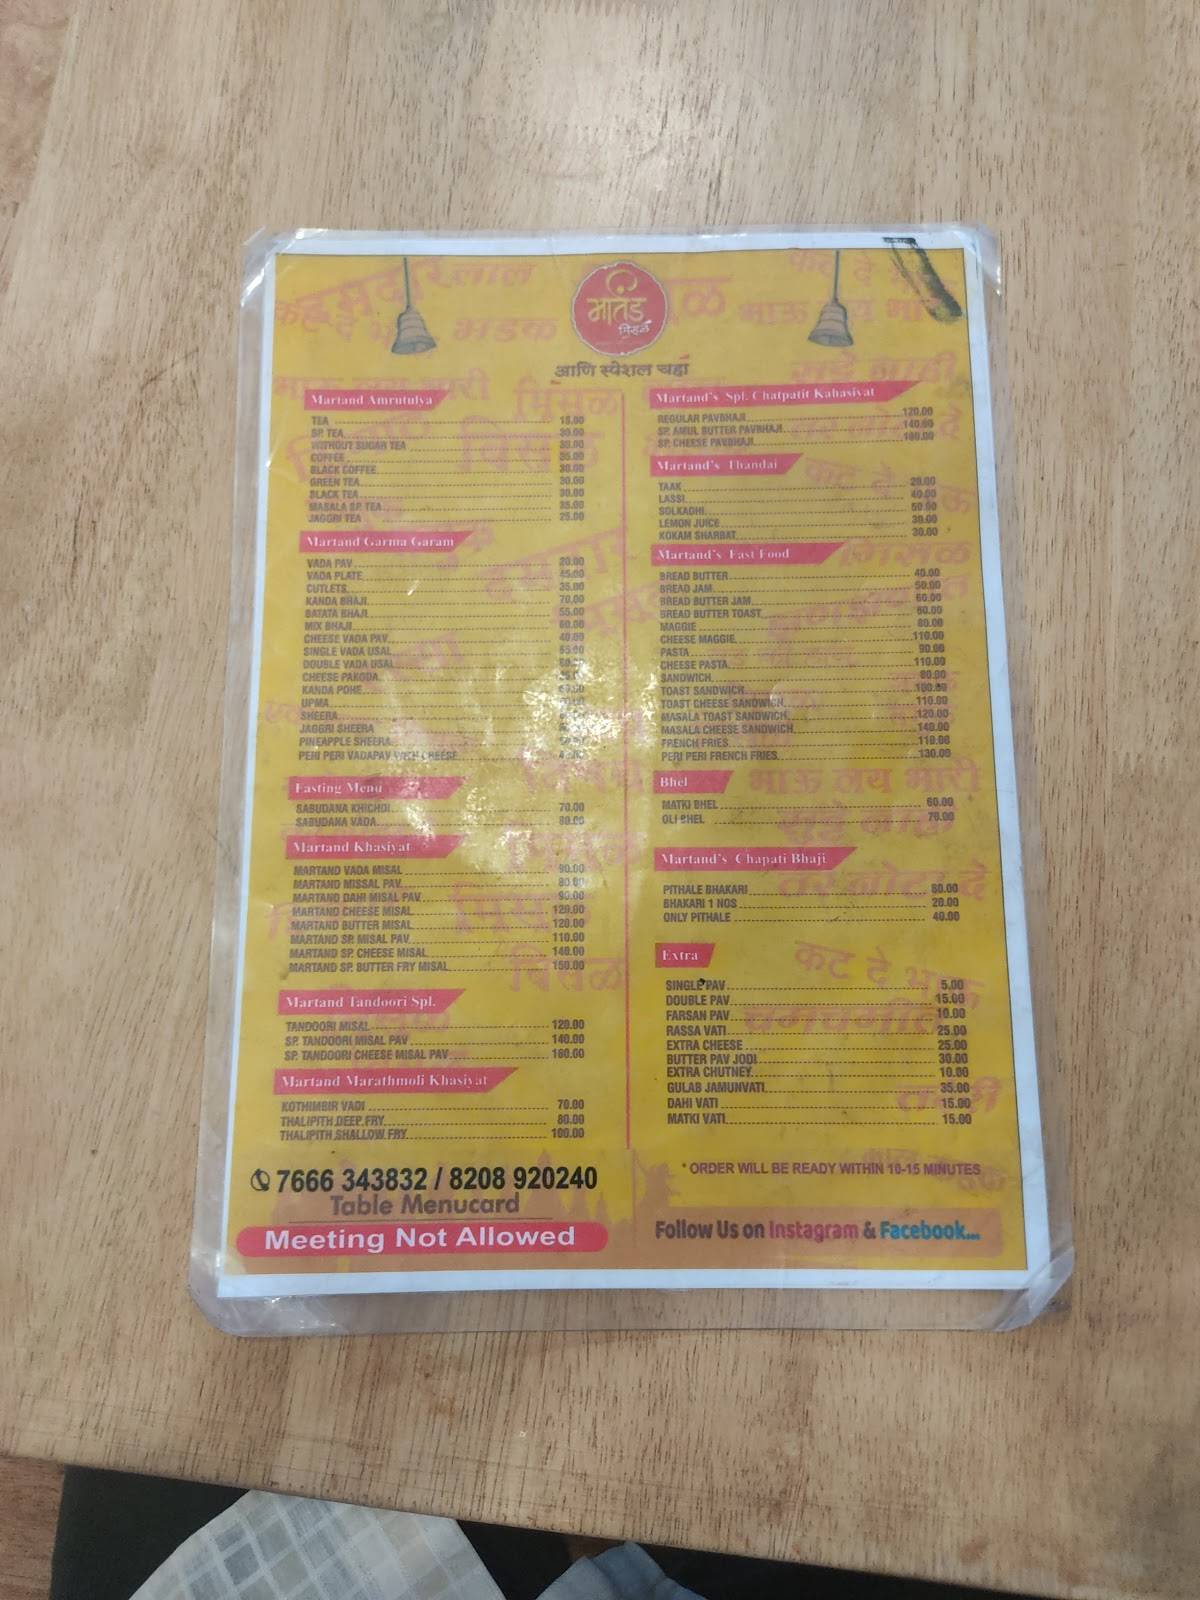 मार्तंड
मिसळ
आणि स्पेशल चहा
Martand Amrutulya
TEA 15.00
SP. TEA 30.00
WITHOUT SUGAR TEA 30.00
COFFEE 35.00
BLACK COFFEE 30.00
GREEN TEA 30.00
BLACK TEA 30.00
MASALA SP. TEA 35.00
JAGGRI TEA 25.00
Martand Garma Garam
VADA PAV 20.00
VADA PLATE 45.00
CUTLETS 35.00
KANDA BHAJI 70.00
BATATA BHAJI 55.00
MIX BHAJI 60.00
CHEESE VADA PAV 40.00
SINGLE VADA USAL 55.00
DOUBLE VADA USAL
CHEESE PAKODA
KANDA POHE
UPMA
SHEERA
JAGGRI SHEERA
PINEAPPLE SHEERA
PERI PERI VADAPAV WITH CHEESE
Fasting Menu
SABUDANA KHICHDI 70.00
SABUDANA VADA 80.00
Martand Khasiyat
MARTAND VADA MISAL 90.00
MARTAND MISSAL PAV 80.00
MARTAND DAHI MISAL PAV 90.00
MARTAND CHEESE MISAL 120.00
MARTAND BUTTER MISAL 120.00
MARTAND SP. MISAL PAV 110.00
MARTAND SP. CHEESE MISAL 140.00
MARTAND SP. BUTTER FRY MISAL 150.00
Martand Tandoori Spl.
TANDOORI MISAL 120.00
SP. TANDOORI MISAL PAV 140.00
SP. TANDOORI CHEESE MISAL PAV 160.00
Martand Marathmoli Khasiyat
KOTHIMBIR VADI 70.00
THALIPITH DEEP FRY 80.00
THALIPITH SHALLOW FRY 100.00
7666 343832 / 8208 920240
Table Menucard
Meeting Not Allowed
Martand's Spl. Chatpatit Kahasiyat
REGULAR PAVBHAJI 120.00
SP. AMUL BUTTER PAVBHAJI 140.00
SP. CHEESE PAVBHAJI 160.00
Martand's Thandai
TAAK 20.00
LASSI 40.00
SOLKADHI 50.00
LEMON JUICE 30.00
KOKAM SHARBAT 30.00
Martand's Fast Food
BREAD BUTTER 40.00
BREAD JAM 50.00
BREAD BUTTER JAM 60.00
BREAD BUTTER TOAST 60.00
MAGGIE 60.00
CHEESE MAGGIE 110.00
PASTA 90.00
CHEESE PASTA 110.00
SANDWICH 80.00
TOAST SANDWICH 100.00
TOAST CHEESE SANDWICH 110.00
MASALA TOAST SANDWICH 120.00
MASALA CHEESE SANDWICH 140.00
FRENCH FRIES 110.00
PERI PERI FRENCH FRIES 130.00
Bhel
MATKI BHEL 60.00
OLI BHEL 70.00
Martand's Chapati Bhaji
PITHALE BHAKARI 80.00
BHAKARI 1 NOS 20.00
ONLY PITHALE 40.00
Extra
SINGLE PAV 5.00
DOUBLE PAV 15.00
FARSAN PAV 10.00
RASSA VATI 25.00
EXTRA CHEESE 25.00
BUTTER PAV JODI 30.00
EXTRA CHUTNEY 10.00
GULAB JAMUNVATI 35.00
DAHI VATI 15.00
MATKI VATI 15.00
* ORDER WILL BE READY WITHIN 10-15 MINUTES
Follow Us on Instagram & Facebook...